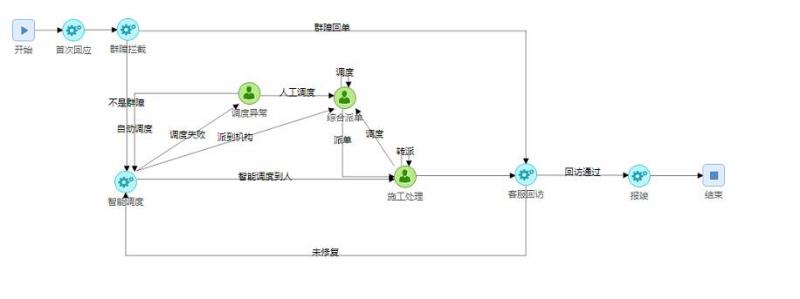 群障回单
开始
首次回应
群障拦截
调度
人工调度
不是群障
调度异常
综合派单
自动调度
调度失败
派到机构
派单
调度
转派
智能调度到人
回访通过
智能调度
施工处理
客服回访
报竣
结束
未修复